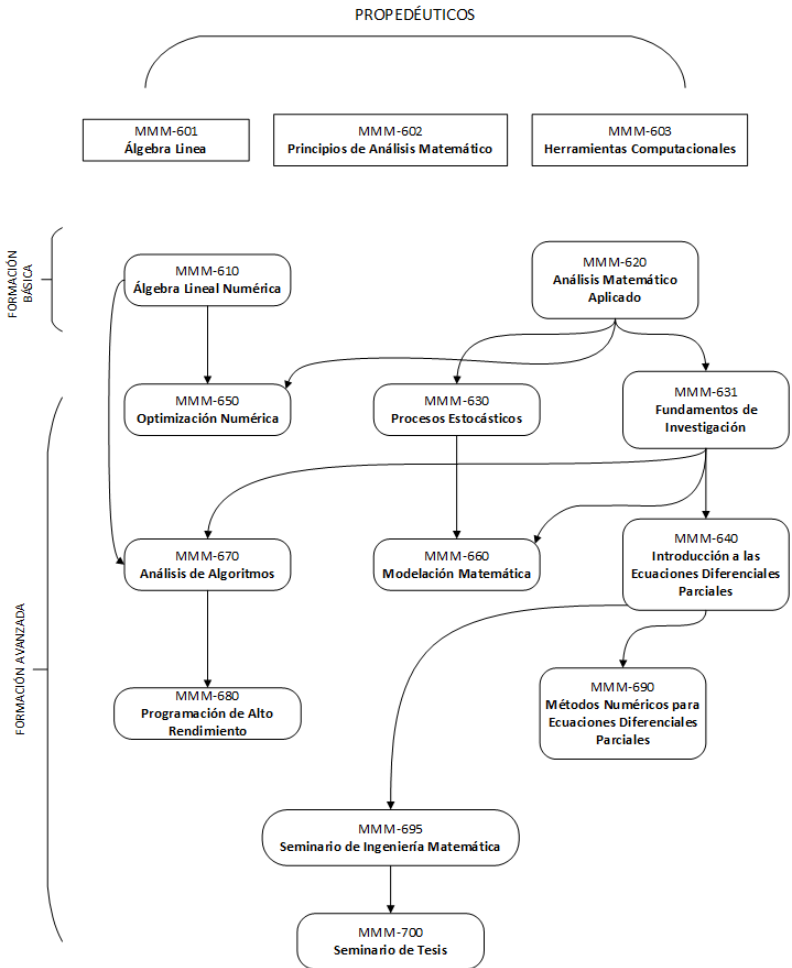 PROPEDÉUTICOS
MMM-601
Álgebra Linea
MMM-602
Principios de Análisis Matemático
MMM-603
Herramientas Computacionales
FORMACIÓN
BÁSICA
MMM-610
Álgebra Lineal Numérica
MMM-620
Análisis Matemático
Aplicado
MMM-650
Optimización Numérica
MMM-630
Procesos Estocásticos
MMM-631
Fundamentos de
Investigación
FORMACIÓN AVANZADA
MMM-670
Análisis de Algoritmos
MMM-660
Modelación Matemática
MMM-640
Introducción a las
Ecuaciones Diferenciales
Parciales
MMM-680
Programación de Alto
Rendimiento
MMM-690
Métodos Numéricos para
Ecuaciones Diferenciales
Parciales
MMM-695
Seminario de Ingeniería Matemática
MMM-700
Seminario de Tesis